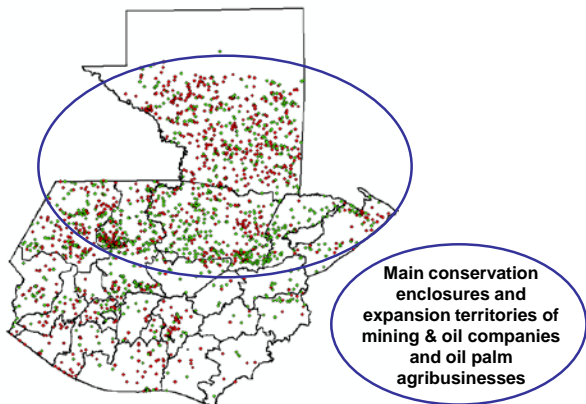 Main conservation
enclosures and
expansion territories of
mining & oil companies
and oil palm
agribusinesses